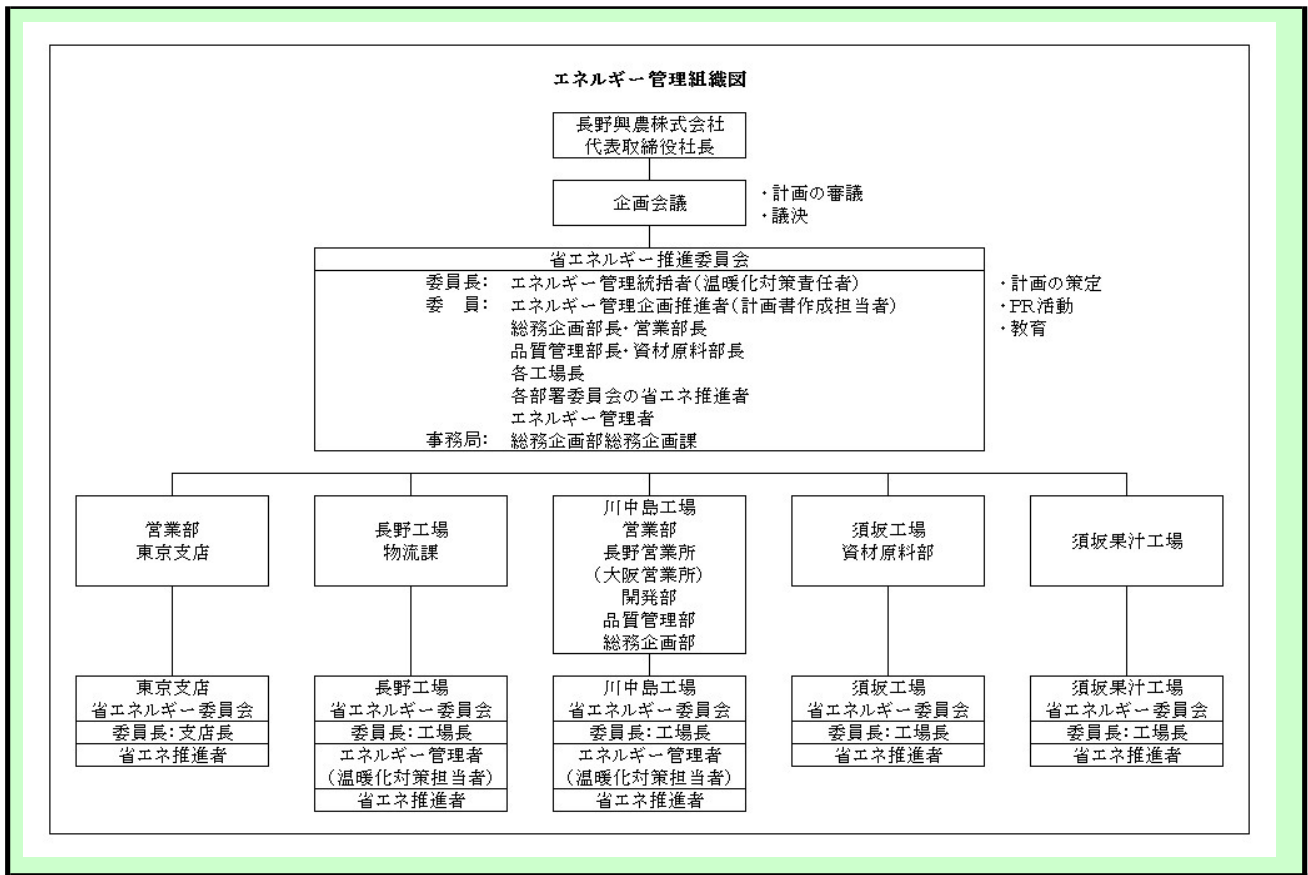 エネルギー管理組織図
長野興農株式会社
代表取締役社長
企画会議
・計画の審議
・議決
省エネルギー推進委員会
委員長: エネルギー管理統括者(温暖化対策責任者)
委　員: エネルギー管理企画推進者(計画書作成担当者)
総務企画部長・営業部長
品質管理部長・資材原料部長
各工場長
各部署委員会の省エネ推進者
エネルギー管理者
事務局: 総務企画部総務企画課
・計画の策定
・PR活動
・教育
営業部
東京支店
長野工場
物流課
川中島工場
営業部
長野営業所
(大阪営業所)
開発部
品質管理部
総務企画部
須坂工場
資材原料部
須坂果汁工場
東京支店
省エネルギー委員会
委員長:支店長
省エネ推進者
長野工場
省エネルギー委員会
委員長:工場長
エネルギー管理者
(温暖化対策担当者)
省エネ推進者
川中島工場
省エネルギー委員会
委員長:工場長
エネルギー管理者
(温暖化対策担当者)
省エネ推進者
須坂工場
省エネルギー委員会
委員長:工場長
省エネ推進者
須坂果汁工場
省エネルギー委員会
委員長:工場長
省エネ推進者